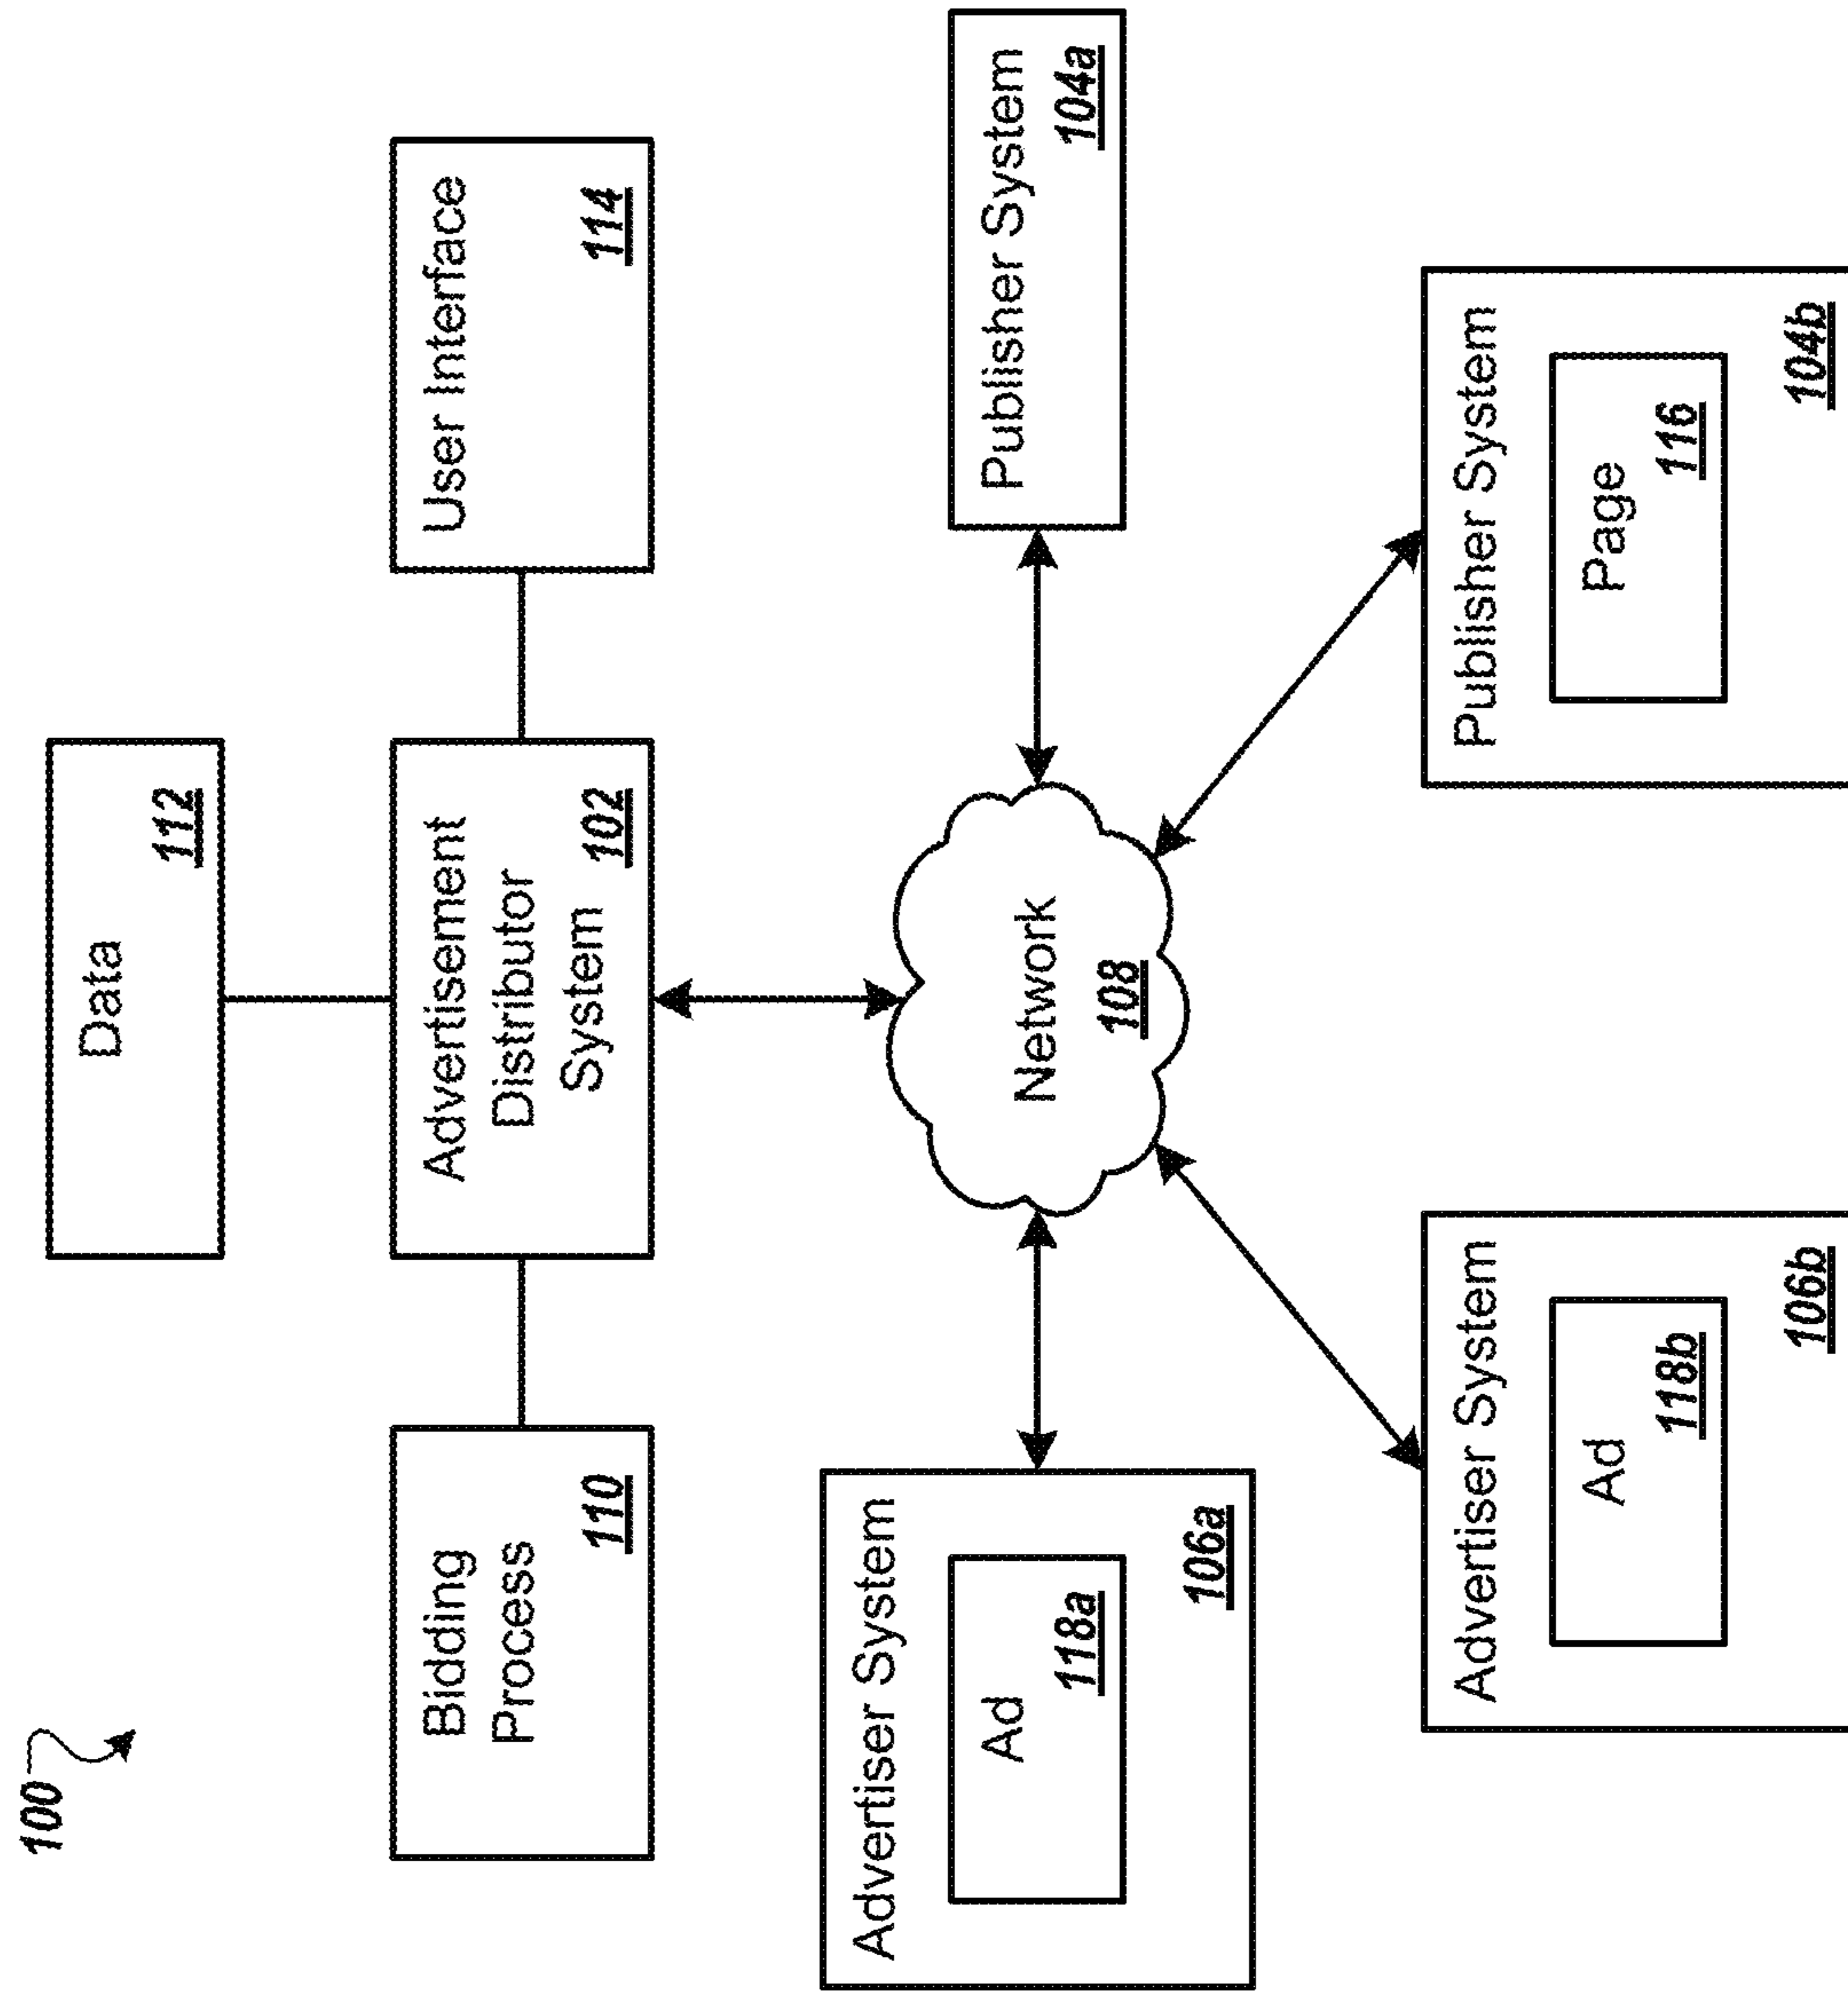 100
Data
112
Bidding
Process
110
Advertisement
Distributor
System
102
User Interface
114
Network
108
Advertiser System
Ad
118a
106a
Publisher System
104a
Advertiser System
Ad
118b
106b
Publisher System
Page
116
104b